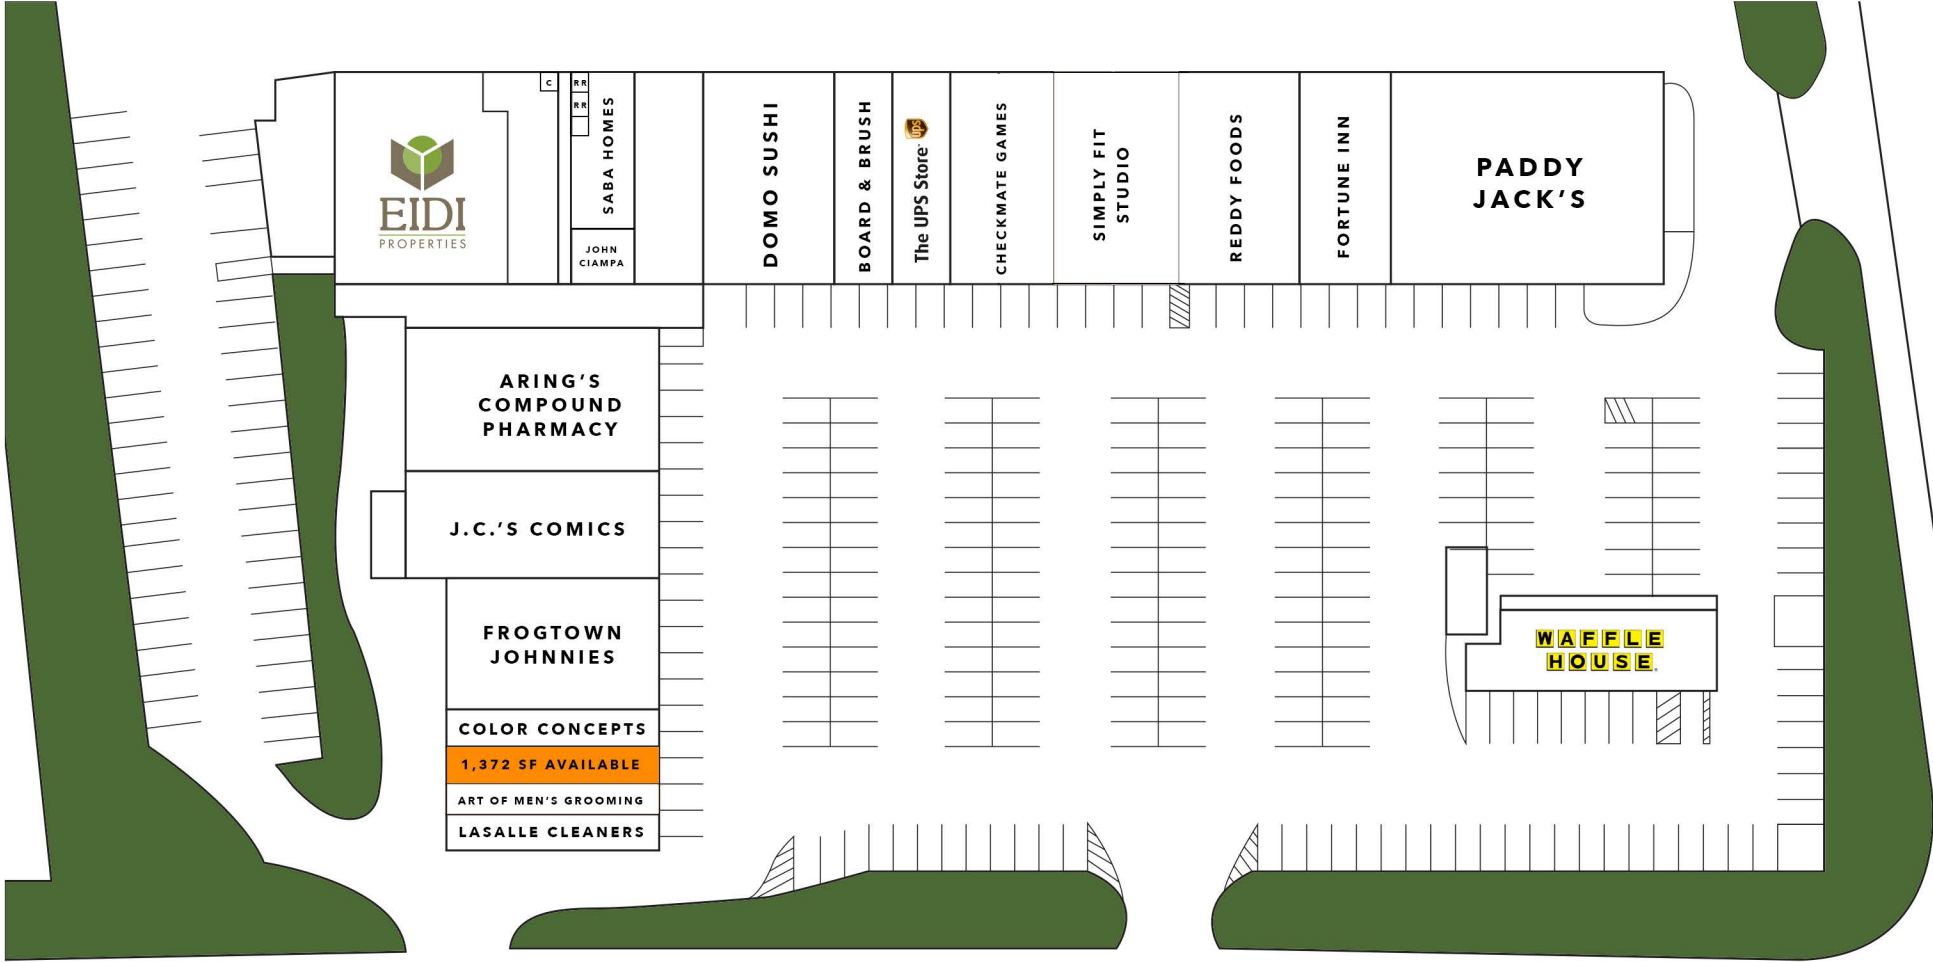 C
RR
RR
SABA HOMES
JOHN
CIAMPA
EIDI
PROPERTIES
DOMO SUSHI
BOARD & BRUSH
ups
The UPS Store
CHECKMATE GAMES
SIMPLY FIT
STUDIO
REDDY FOODS
FORTUNE INN
PADDY
JACK’S
ARING’S
COMPOUND
PHARMACY
J.C.’S COMICS
FROGTOWN
JOHNNIES
COLOR CONCEPTS
1,372 SF AVAILABLE
ART OF MEN’S GROOMING
LASALLE CLEANERS
WAFFLE
HOUSE